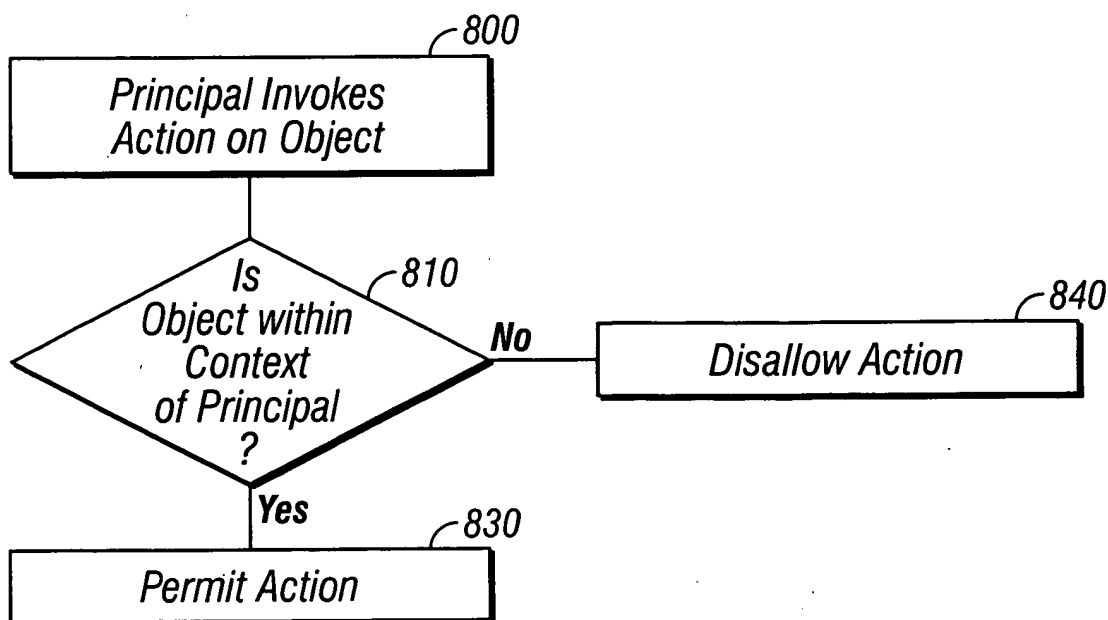 800
Principal Invokes
Action on Object
810
Is
Object within
Context
of Principal
?
No
840
Disallow Action
Yes
830
Permit Action